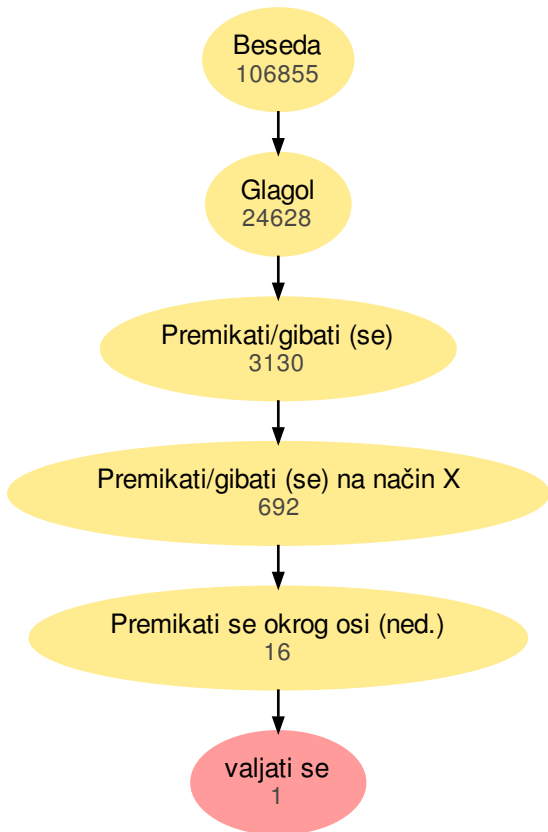 Beseda
106855
Glagol
24628
Premikati/gibati (se)
3130
Premikati/gibati (se) na način X
692
Premikati se okrog osi (ned.)
16
valjati se
1